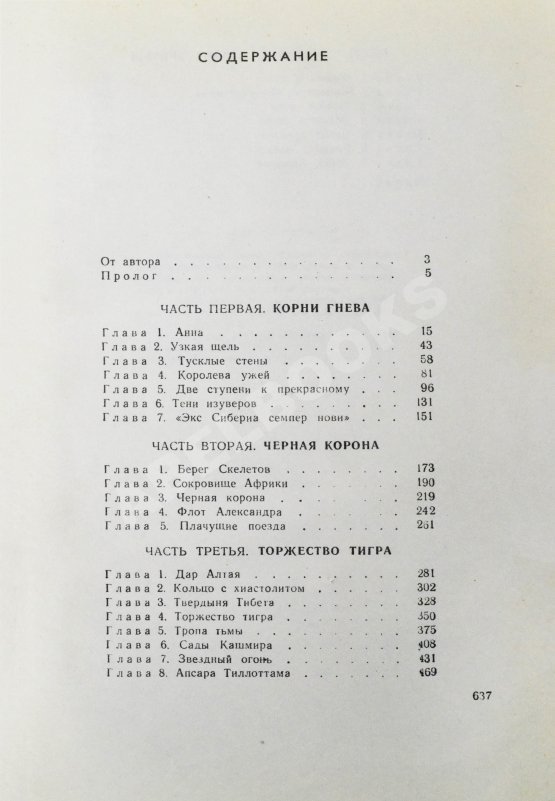 СОДЕРЖАНИЕ
От автора . . . . . . . . . . . . . . 3
Пролог . . . . . . . . . . . . . . 5
ЧАСТЬ ПЕРВАЯ. КОРНИ ГНЕВА
Глава 1. Анна . . . . . . . . . . . 15
Глава 2. Узкая щель . . . . . . . . . 43
Глава 3. Тусклые стены . . . . . . . 58
Глава 4. Королева ужей . . . . . . . 81
Глава 5. Две ступени к прекрасному . . . . 96
Глава 6. Тени изуверов . . . . . . . 131
Глава 7. «Экс Сибериа семпер нови» . . . . 151
ЧАСТЬ ВТОРАЯ. ЧЕРНАЯ КОРОНА
Глава 1. Берег Скелетов . . . . . . . 173
Глава 2. Сокровище Африки . . . . . . 190
Глава 3. Черная корона . . . . . . . 219
Глава 4. Флот Александра . . . . . . 242
Глава 5. Плачущие поезда . . . . . . 261
ЧАСТЬ ТРЕТЬЯ. ТОРЖЕСТВО ТИГРА
Глава 1. Дар Алтая . . . . . . . . . 281
Глава 2. Кольцо с хиастолитом . . . . . 302
Глава 3. Твердыня Тибета . . . . . . . 328
Глава 4. Торжество тигра . . . . . . . 350
Глава 5. Тропа тьмы . . . . . . . . 375
Глава 6. Сады Кашмира . . . . . . . 408
Глава 7. Звездный огонь . . . . . . . 431
Глава 8. Апсара Тиллоттама . . . . . . 469
637